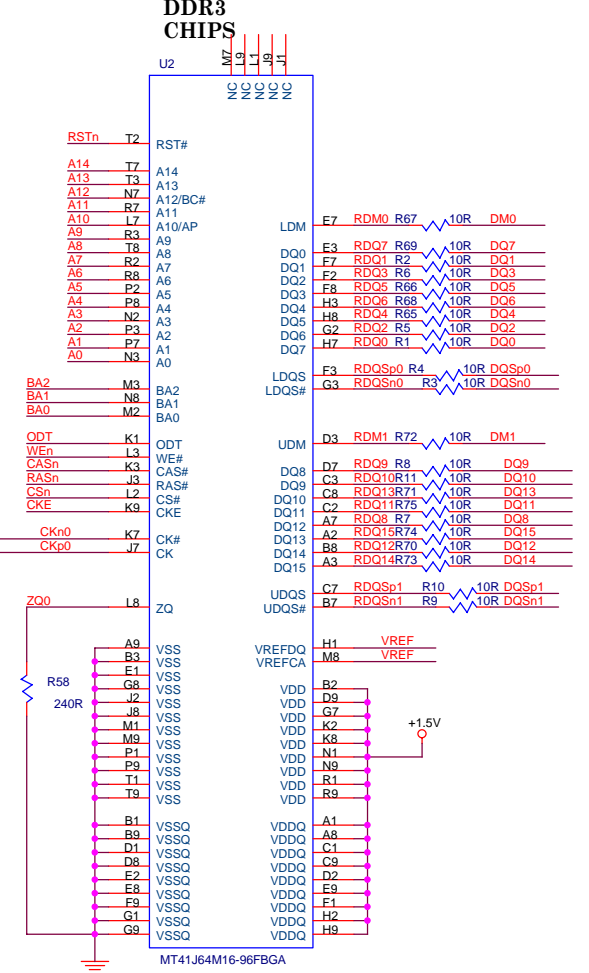 DDR3
CHIPS
U2
M7 L9 L1 J9 J1
NC NC NC NC NC
RSTn T2 RST#
A14 T7 A14
A13 T3 A13
A12 N7 A12/BC#
A11 R7 A11
A10 L7 A10/AP
A9 R3 A9
A8 T8 A8
A7 R2 A7
A6 R8 A6
A5 P2 A5
A4 P8 A4
A3 N2 A3
A2 P3 A2
A1 P7 A1
A0 N3 A0
BA2 M3 BA2
BA1 N8 BA1
BA0 M2 BA0
ODT K1 ODT
WEn L3 WE#
CASn K3 CAS#
RASn J3 RAS#
CSn L2 CS#
CKE K9 CKE
CKn0 K7 CK#
CKp0 J7 CK
ZQ0 L8 ZQ
R58
240R
A9 VSS
B3 VSS
E1 VSS
G8 VSS
J2 VSS
J8 VSS
M1 VSS
M9 VSS
P1 VSS
P9 VSS
T1 VSS
T9 VSS
B1 VSSQ
B9 VSSQ
D1 VSSQ
D8 VSSQ
E2 VSSQ
E8 VSSQ
F9 VSSQ
G1 VSSQ
G9 VSSQ
LDM E7 RDM0 R67 10R DM0
DQ0 E3 RDQ7 R69 10R DQ7
DQ1 F7 RDQ1 R2 10R DQ1
DQ2 F2 RDQ3 R6 10R DQ3
DQ3 F8 RDQ5 R66 10R DQ5
DQ4 H3 RDQ6 R68 10R DQ6
DQ5 H8 RDQ4 R65 10R DQ4
DQ6 G2 RDQ2 R5 10R DQ2
DQ7 H7 RDQ0 R1 10R DQ0
LDQS F3 RDQSp0 R4 10R DQSp0
LDQS# G3 RDQSn0 R3 10R DQSn0
UDM D3 RDM1 R72 10R DM1
DQ8 D7 RDQ9 R8 10R DQ9
DQ9 C3 RDQ10 R11 10R DQ10
DQ10 C8 RDQ13 R71 10R DQ13
DQ11 C2 RDQ11 R75 10R DQ11
DQ12 A7 RDQ8 R7 10R DQ8
DQ13 A2 RDQ15 R74 10R DQ15
DQ14 B8 RDQ12 R70 10R DQ12
DQ15 A3 RDQ14 R73 10R DQ14
UDQS C7 RDQSp1 R10 10R DQSp1
UDQS# B7 RDQSn1 R9 10R DQSn1
VREFDQ H1 VREF
VREFCA M8 VREF
VDD B2
VDD D9
VDD G7
VDD K2
VDD K8
VDD N1
VDD N9
VDD R1
VDD R9
+1.5V
VDDQ A1
VDDQ A8
VDDQ C1
VDDQ C9
VDDQ D2
VDDQ E9
VDDQ F1
VDDQ H2
VDDQ H9
MT41J64M16-96FBGA